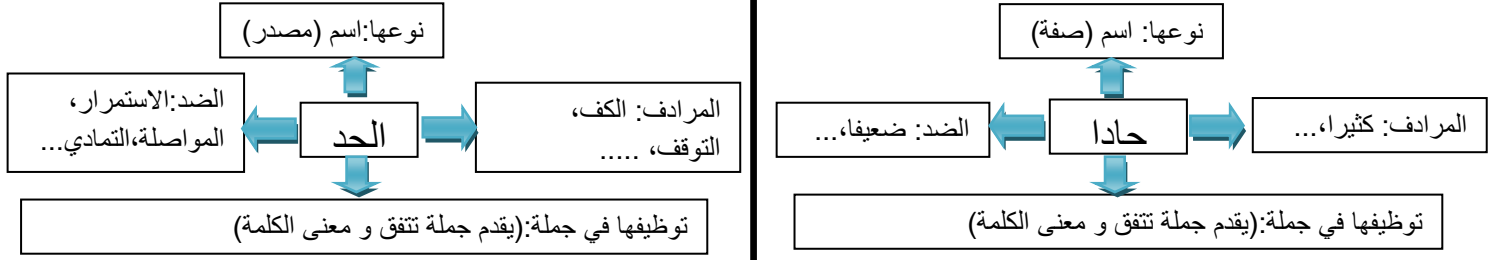 نوعها: اسم (صفة)
المرادف: كثيرا،...
حادا
الضد: ضعيفا،...
توظيفها في جملة:(يقدم جملة تتفق و معنى الكلمة)
نوعها:اسم (مصدر)
المرادف: الكف،
التوقف، .....
الحد
الضد:الاستمرار،
المواصلة،التمادي...
توظيفها في جملة:(يقدم جملة تتفق و معنى الكلمة)